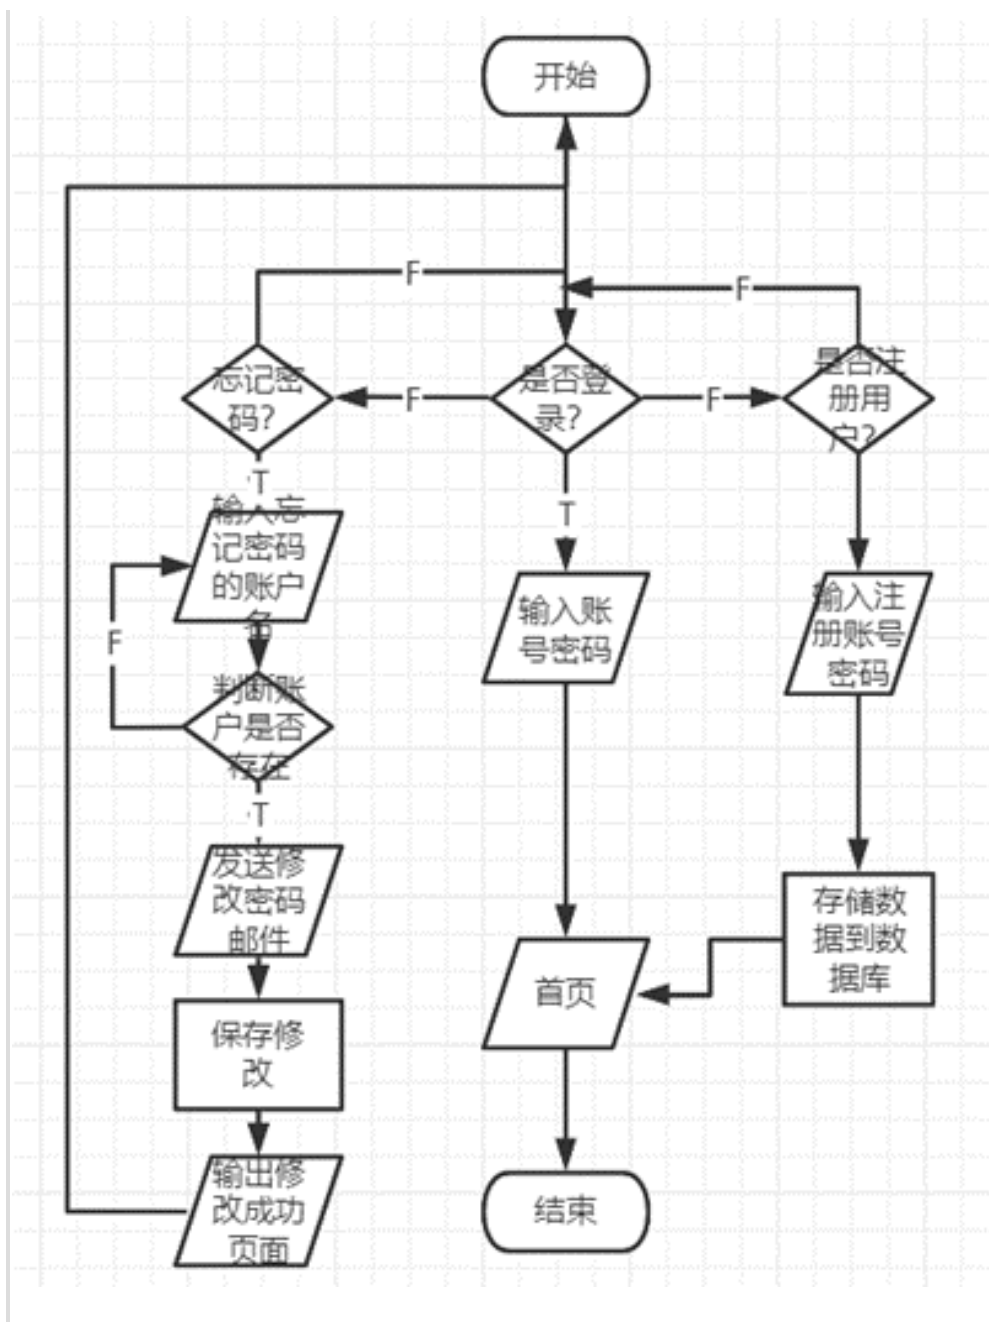 开始
F
F
忘记密
码?
F
是否登
录?
F
是否注
册用
户?
T
T
输入忘
记密码
的账户
名
F
输入账
号密码
输入注
册账号
密码
判断账
户是否
存在
T
发送修
改密码
邮件
存储数
据到数
据库
首页
保存修
改
输出修
改成功
页面
结束